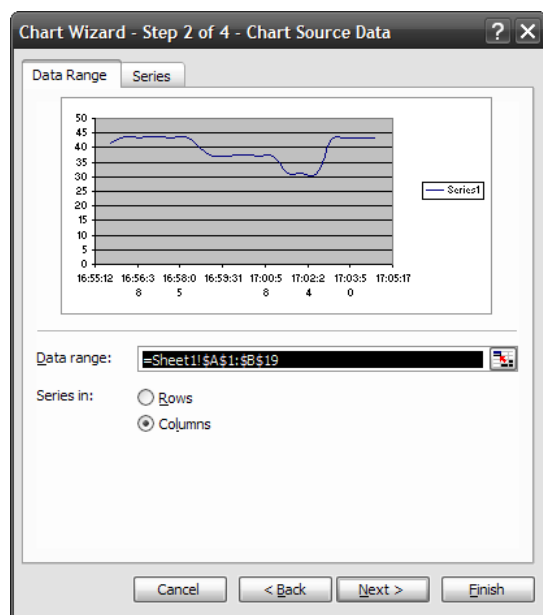 Chart Wizard - Step 2 of 4 - Chart Source Data ? X
Data Range Series
50
45
40
35
30
25
20
15
10
5
0
Series1
16:55:12 16:56:3 16:58:0 16:59:31 17:00:5 17:02:2 17:03:5 17:05:17
8 5 8 4 0
Data range: =Sheet1!$A$1:$B$19
Series in: Rows
Columns
Cancel < Back Next > Finish